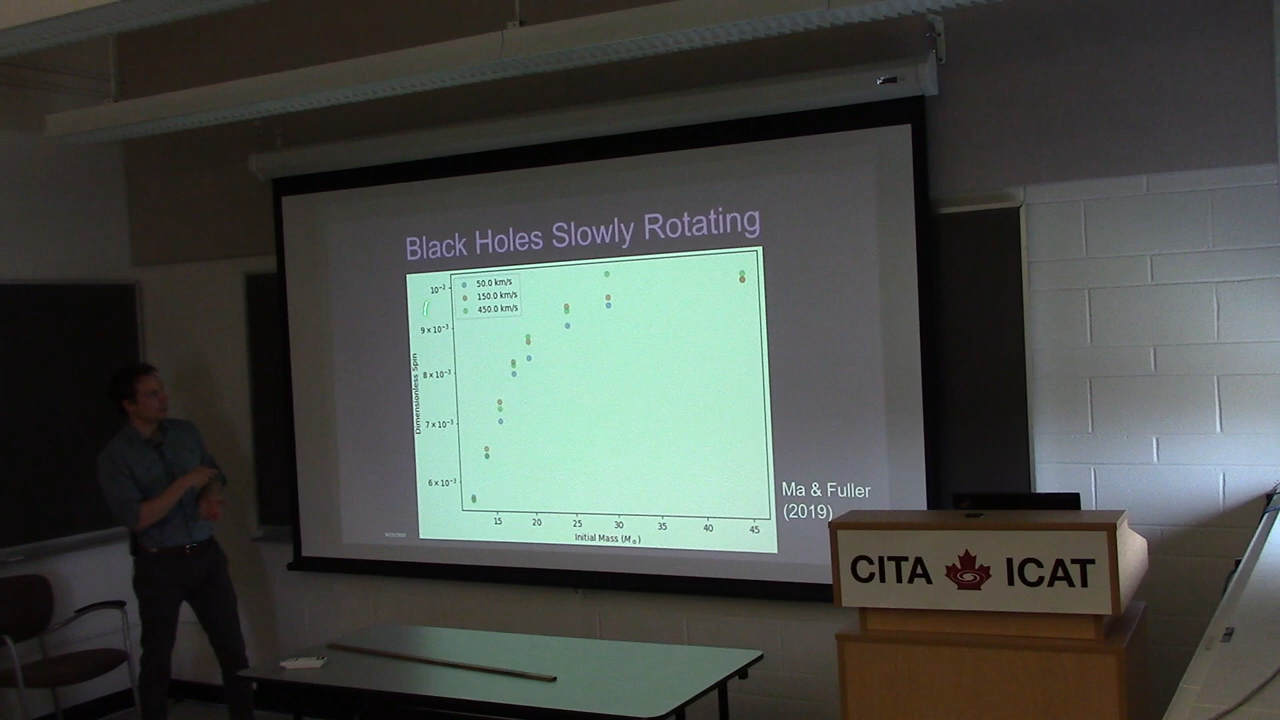 Black Holes Slowly Rotating
50.0 km/s
150.0 km/s
450.0 km/s
10⁻²
9 × 10⁻³
8 × 10⁻³
7 × 10⁻³
6 × 10⁻³
Dimensionless Spin
15 20 25 30 35 40 45
Initial Mass (M⊙)
Ma & Fuller
(2019)
CITA ICAT